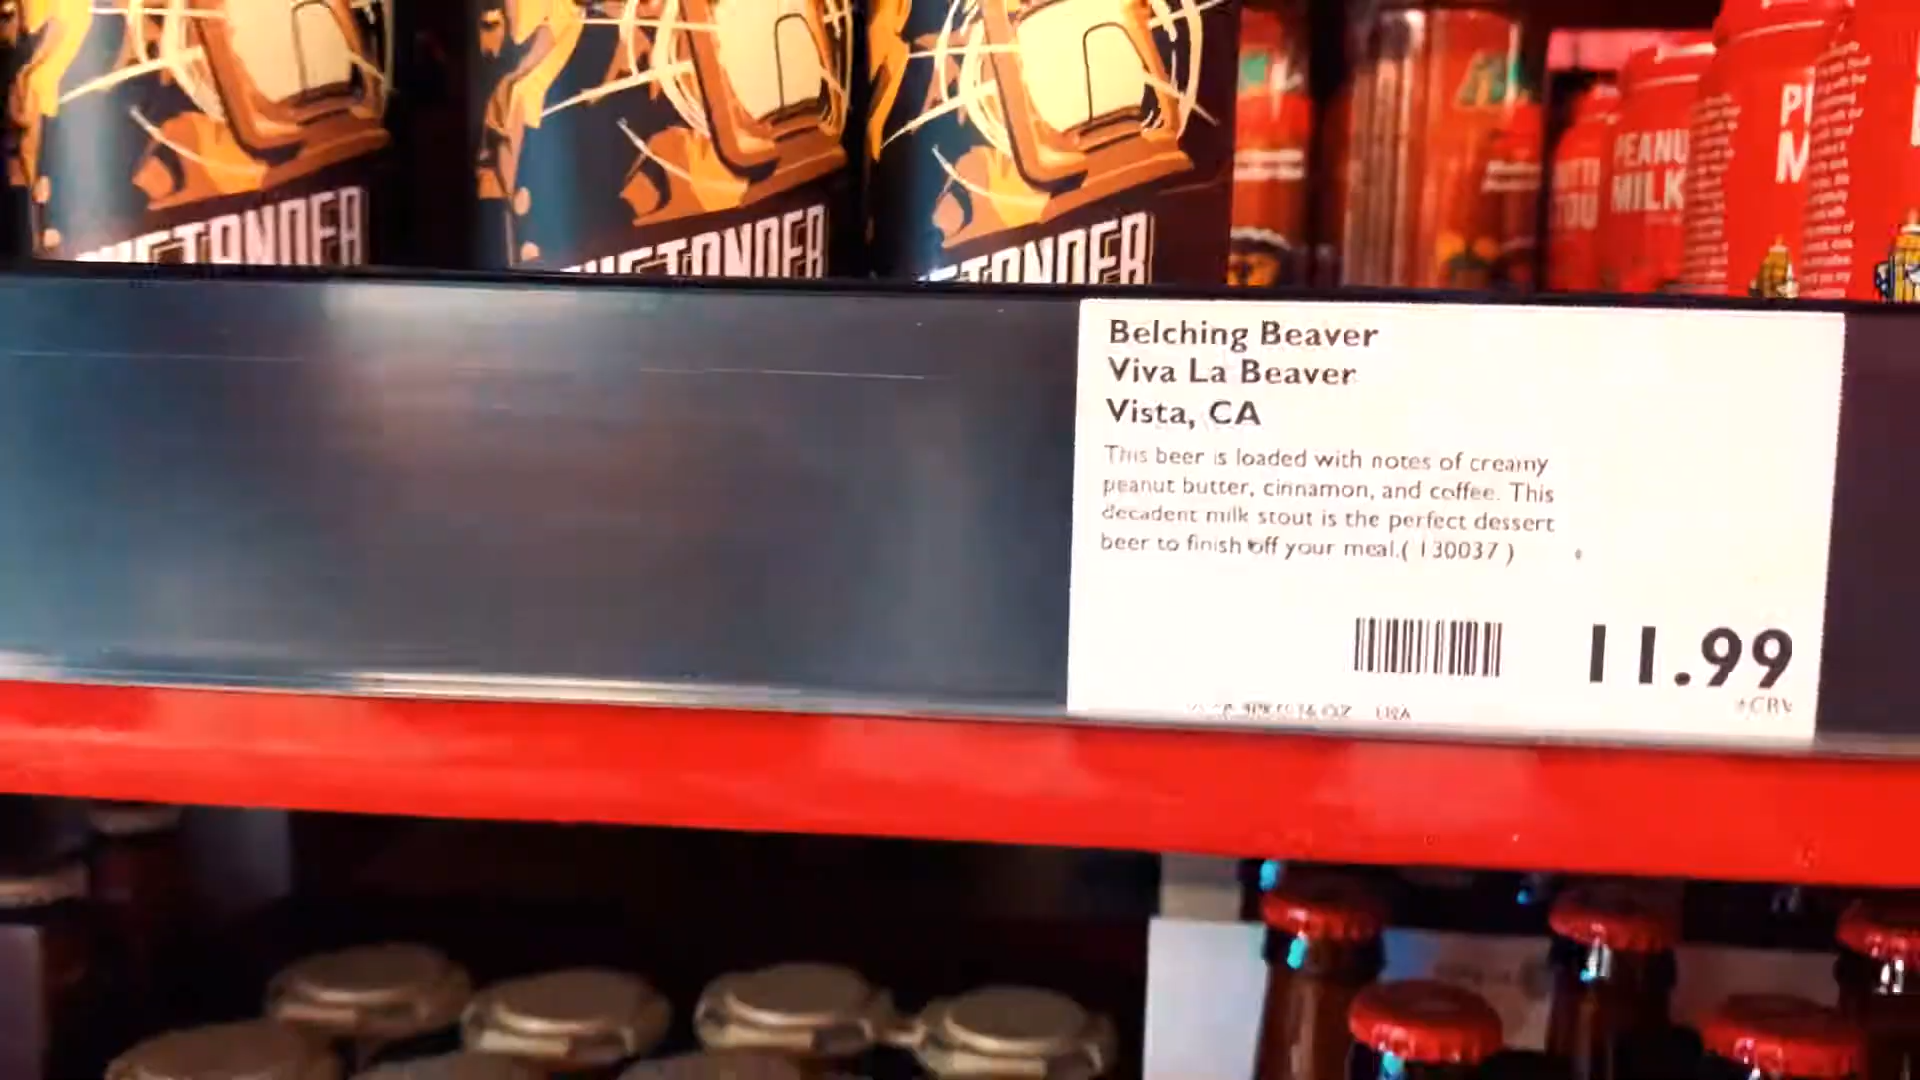 PEANU
MILK
Belching Beaver
Viva La Beaver
Vista, CA
This beer is loaded with notes of creamy
peanut butter, cinnamon, and coffee. This
decadent milk stout is the perfect dessert
beer to finish off your meal.( 130037 )
11.99
+CRV